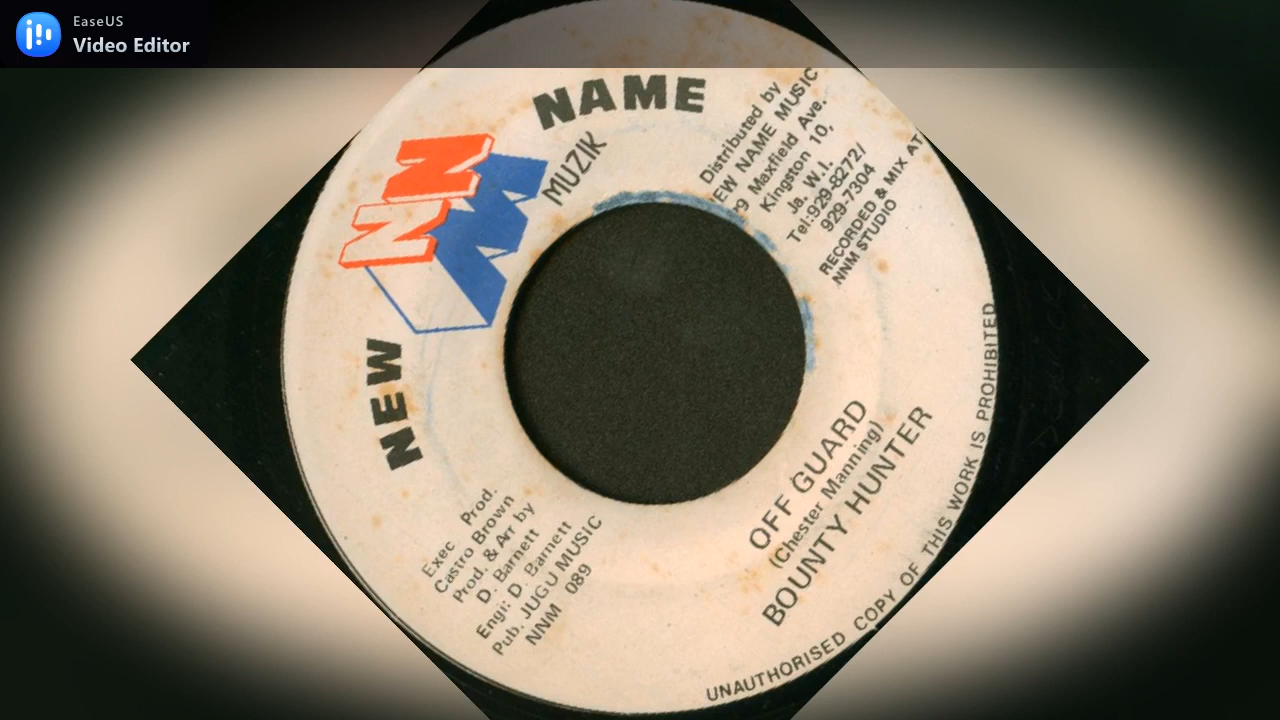 EaseUS
Video Editor
NEW NAME
MUZIK
NN
Distributed by
NEW NAME MUSIC
Maxfield Ave.
Kingston 10,
Ja. W.I.
Tel:929-8272/
929-7304
RECORDED & MIX AT
NNM STUDIO
Exec Prod.
Castro Brown
Prod. & Arr by
D. Barnett
Engi: D. Barnett
Pub. JUGU MUSIC
NNM 089
OFF GUARD
(Chester Manning)
BOUNTY HUNTER
UNAUTHORISED COPY OF THIS WORK IS PROHIBITED